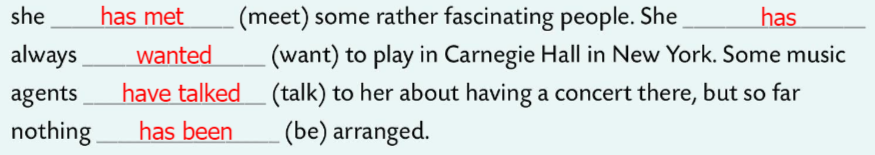 she has met (meet) some rather fascinating people. She has
always wanted (want) to play in Carnegie Hall in New York. Some music
agents have talked (talk) to her about having a concert there, but so far
nothing has been (be) arranged.